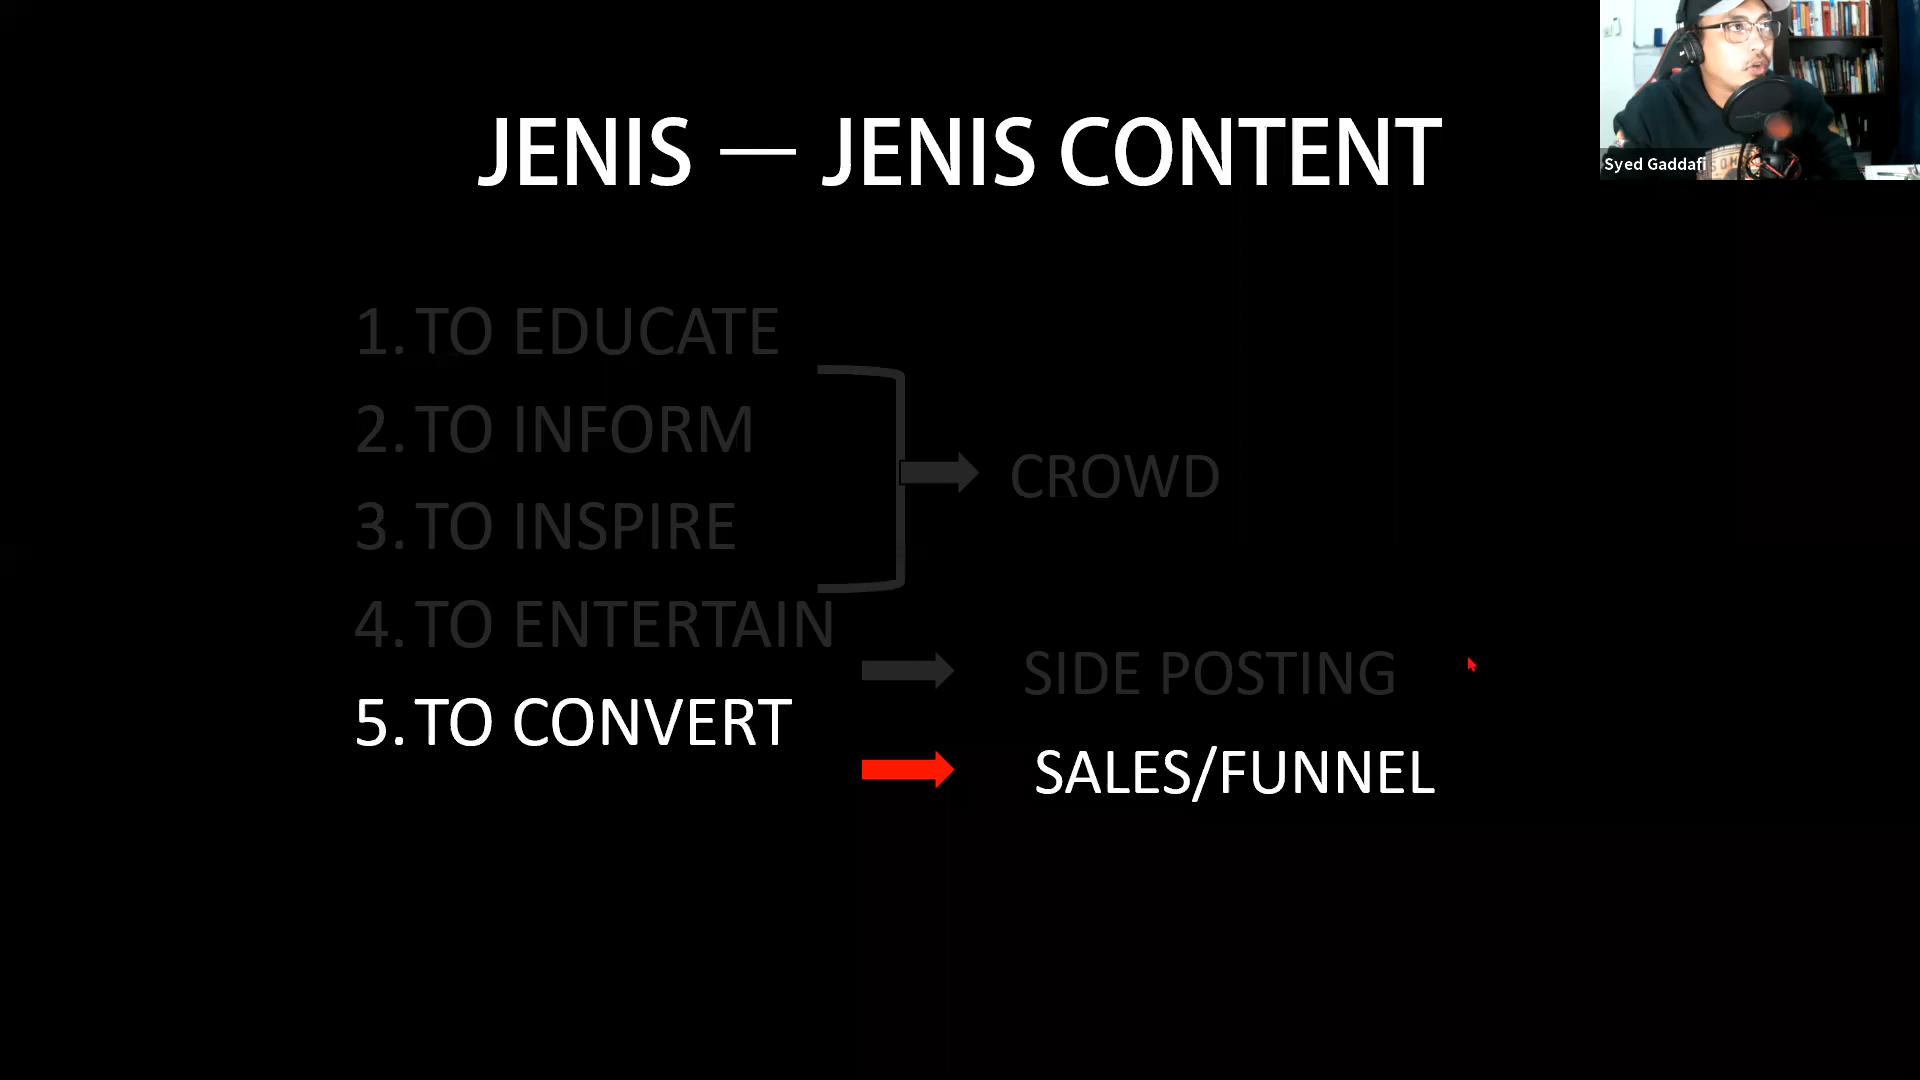 JENIS — JENIS CONTENT
1. TO EDUCATE
2. TO INFORM
3. TO INSPIRE
4. TO ENTERTAIN
5. TO CONVERT
CROWD
SIDE POSTING
SALES/FUNNEL
Syed Gaddafi